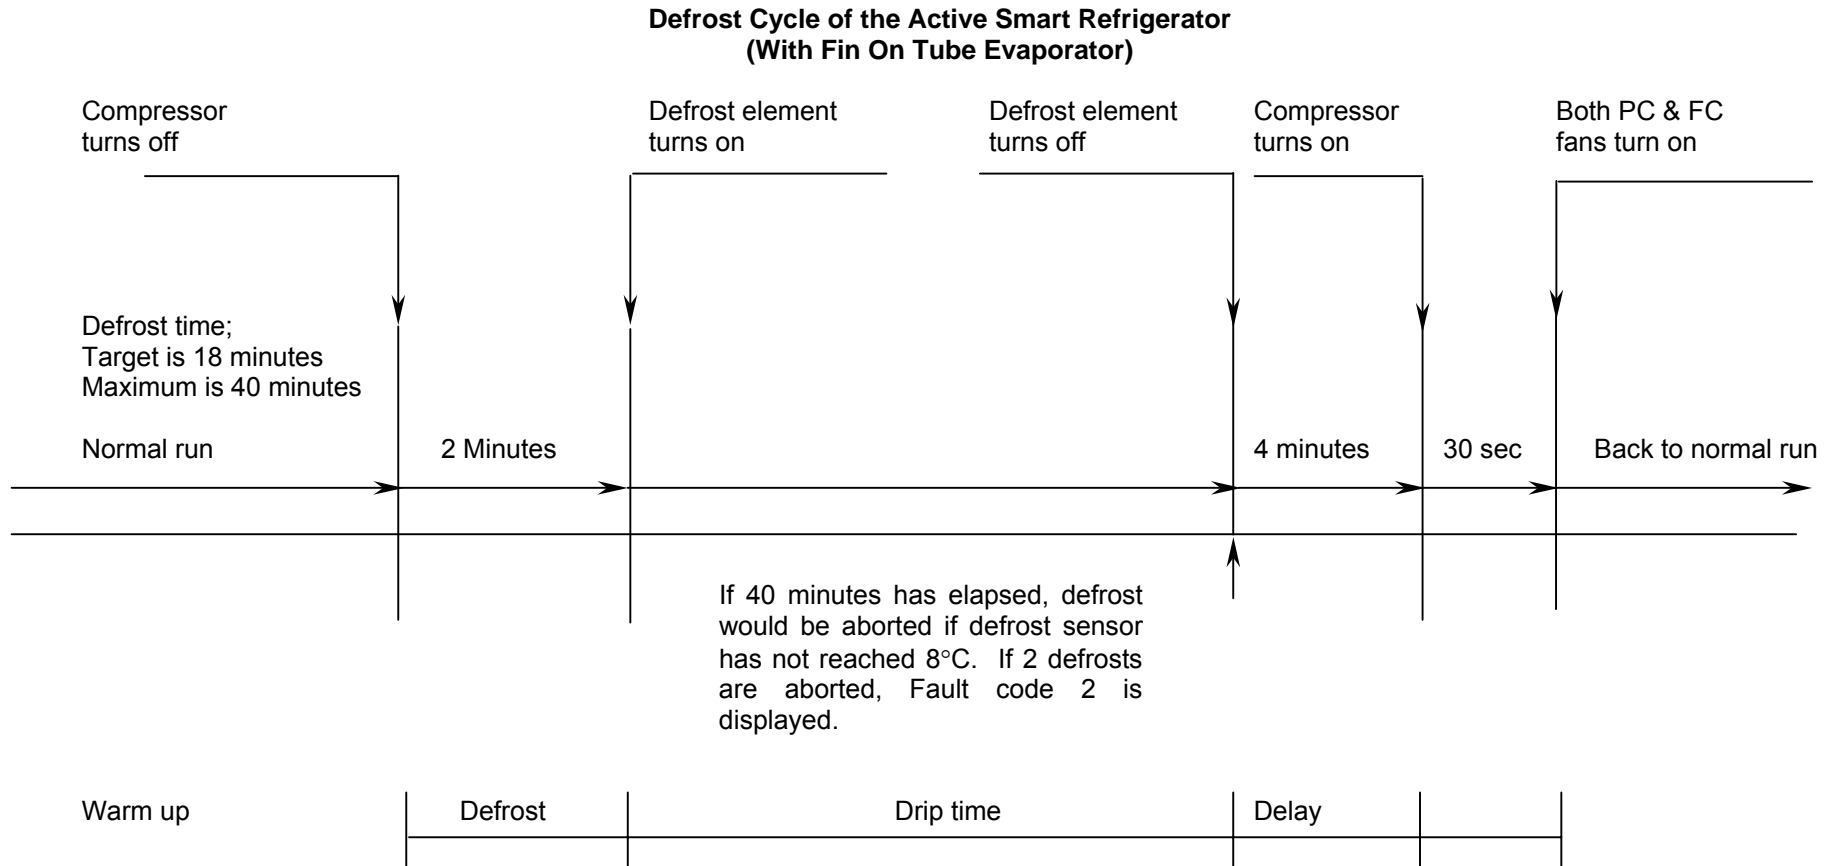 Defrost Cycle of the Active Smart Refrigerator
(With Fin On Tube Evaporator)
Compressor
turns off
Defrost element
turns on
Defrost element
turns off
Compressor
turns on
Both PC & FC
fans turn on
Defrost time;
Target is 18 minutes
Maximum is 40 minutes
Normal run
2 Minutes
4 minutes
30 sec
Back to normal run
If 40 minutes has elapsed, defrost
would be aborted if defrost sensor
has not reached 8°C. If 2 defrosts
are aborted, Fault code 2 is
displayed.
Warm up
Defrost
Drip time
Delay